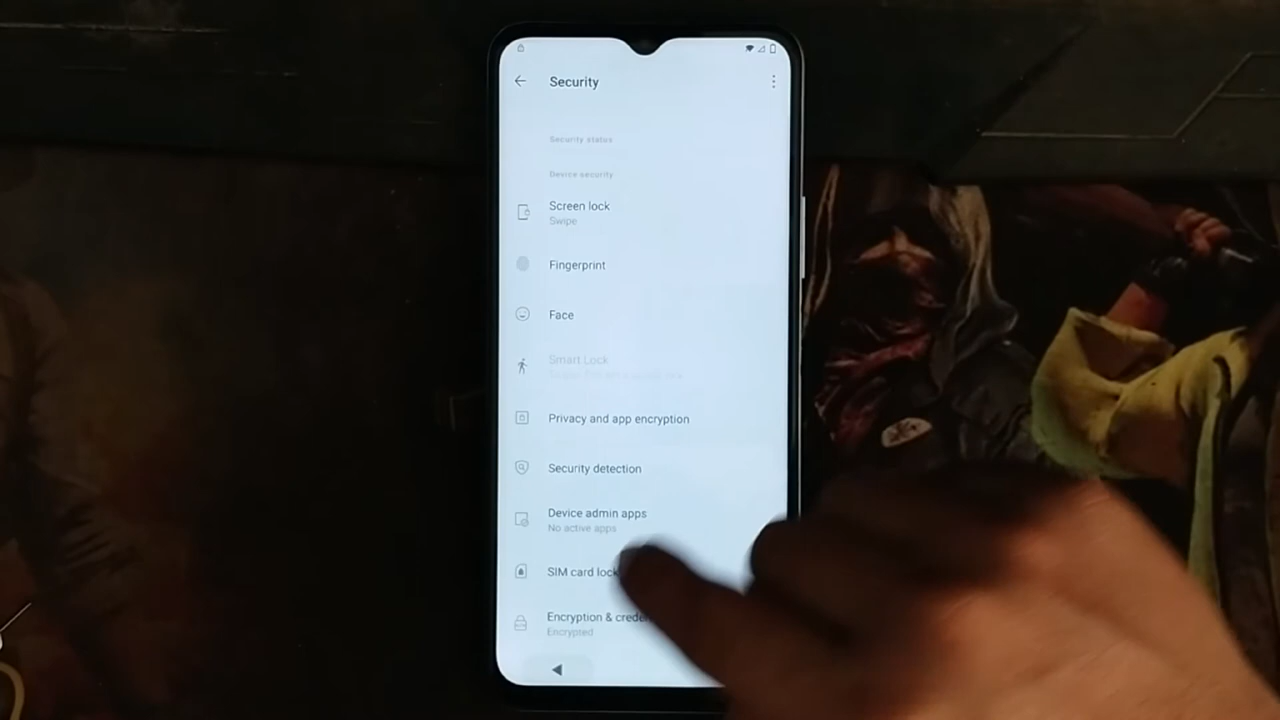 Security
Security status
Device security
Screen lock
Swipe
Fingerprint
Face
Smart Lock
Privacy and app encryption
Security detection
Device admin apps
No active apps
SIM card lock
Encryption &
Encrypted